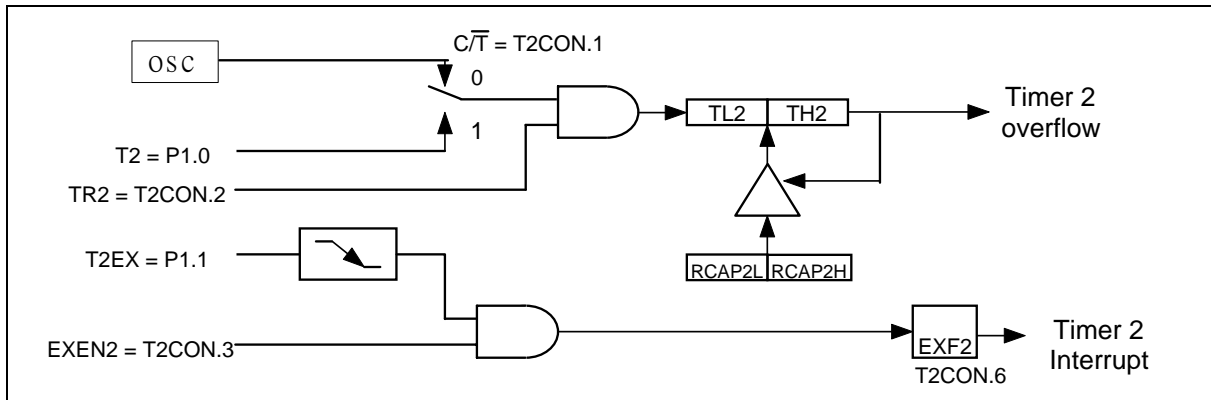 C/T̅ = T2CON.1
OSC
0
1
T2 = P1.0
TR2 = T2CON.2
TL2 TH2
Timer 2
overflow
T2EX = P1.1
RCAP2L RCAP2H
EXEN2 = T2CON.3
EXF2
T2CON.6
Timer 2
Interrupt